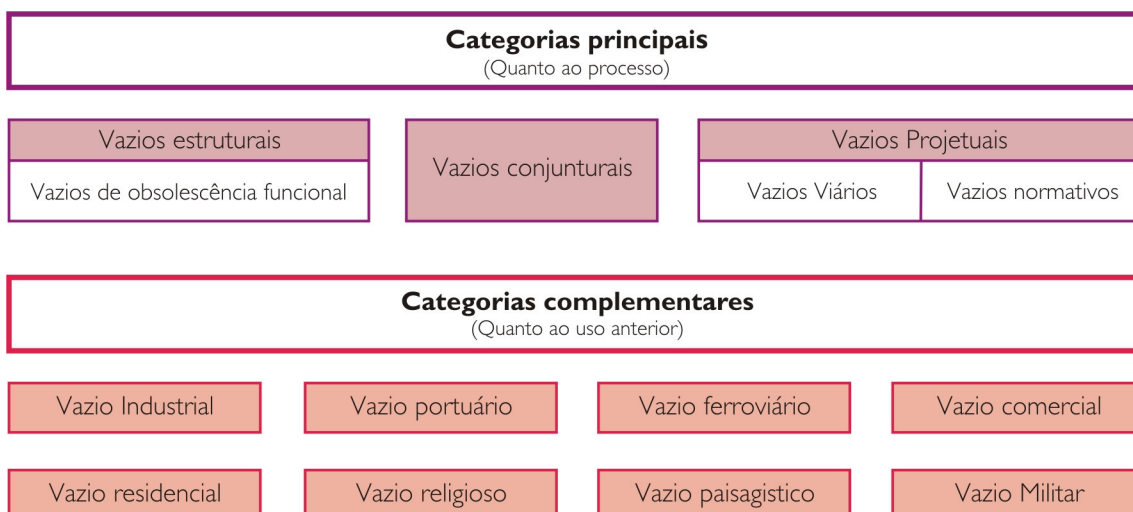 Categorias principais
(Quanto ao processo)
Vazios estruturais
Vazios de obsolescência funcional
Vazios conjunturais
Vazios Projetuais
Vazios Viários
Vazios normativos
Categorias complementares
(Quanto ao uso anterior)
Vazio Industrial
Vazio portuário
Vazio ferroviário
Vazio comercial
Vazio residencial
Vazio religioso
Vazio paisagistico
Vazio Militar